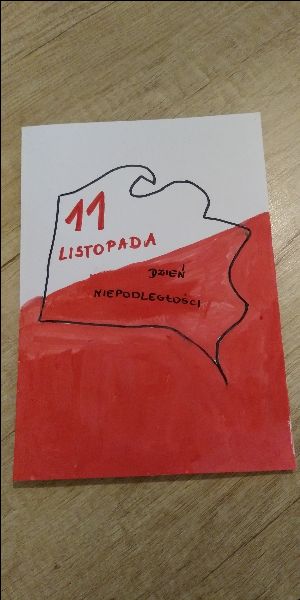 11
LISTOPADA
DZIEŃ
NIEPODLEGŁOŚCI